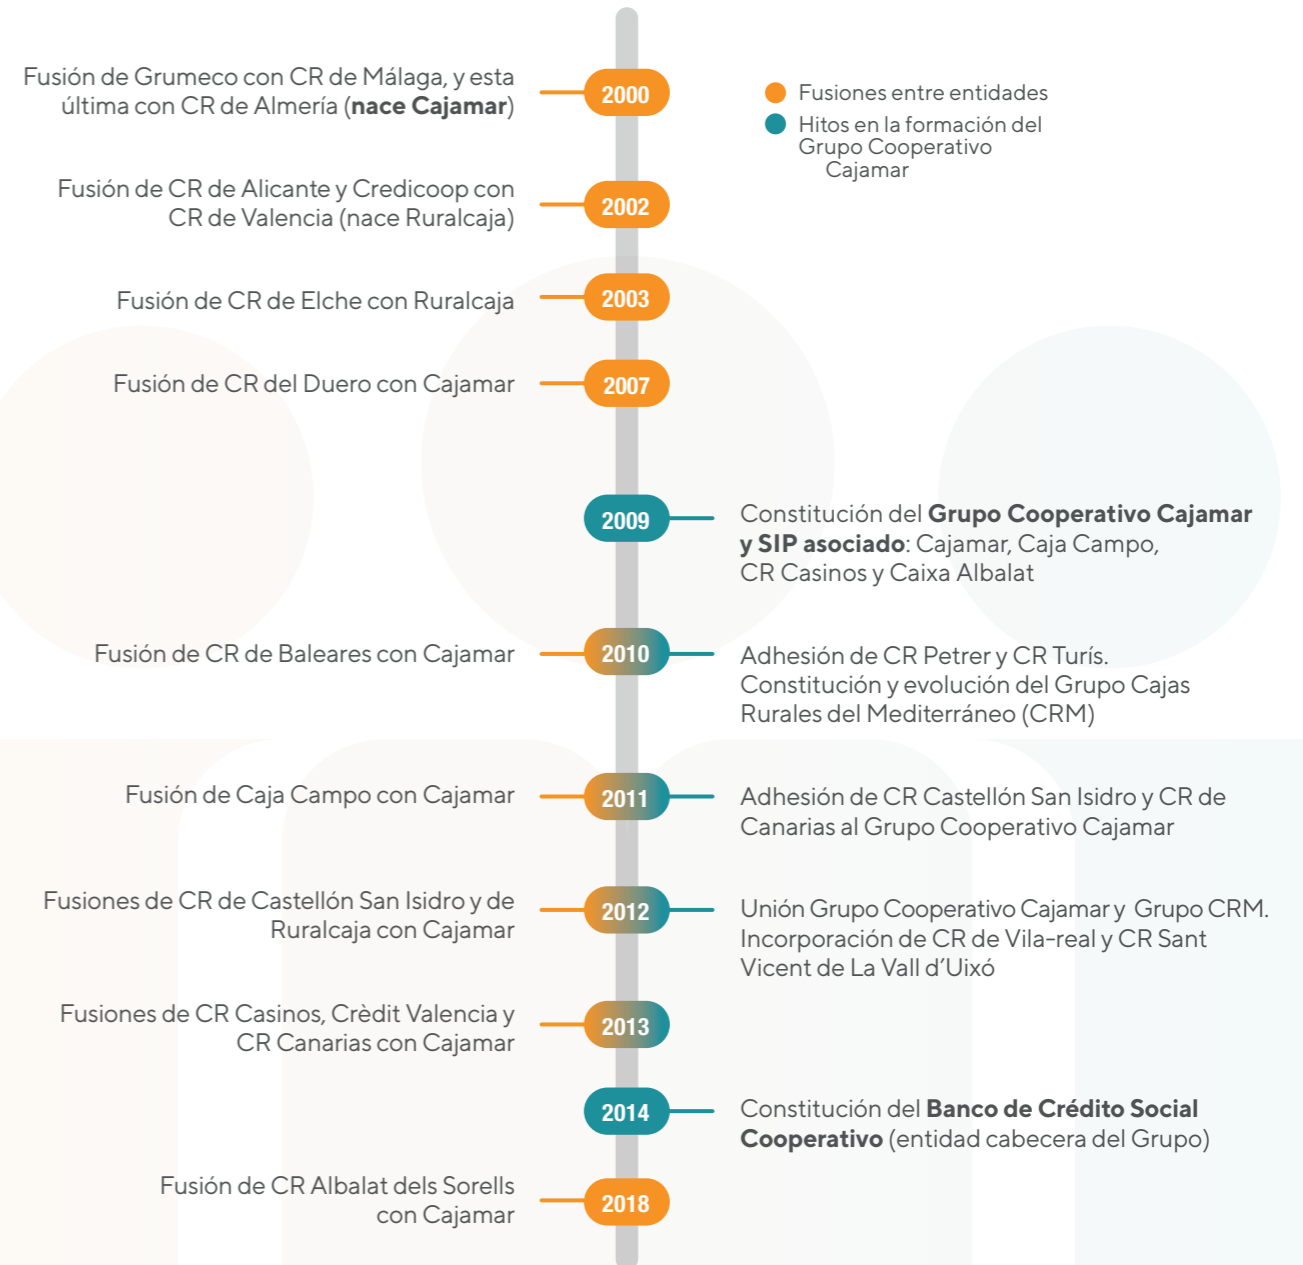 Fusión de Grumeco con CR de Málaga, y esta
última con CR de Almería (nace Cajamar)
2000
Fusiones entre entidades
Hitos en la formación del
Grupo Cooperativo
Cajamar
Fusión de CR de Alicante y Credicoop con
CR de Valencia (nace Ruralcaja)
2002
Fusión de CR de Elche con Ruralcaja
2003
Fusión de CR del Duero con Cajamar
2007
2009
Constitución del Grupo Cooperativo Cajamar
y SIP asociado: Cajamar, Caja Campo,
CR Casinos y Caixa Albalat
Fusión de CR de Baleares con Cajamar
2010
Adhesión de CR Petrer y CR Turís.
Constitución y evolución del Grupo Cajas
Rurales del Mediterráneo (CRM)
Fusión de Caja Campo con Cajamar
2011
Adhesión de CR Castellón San Isidro y CR de
Canarias al Grupo Cooperativo Cajamar
Fusiones de CR de Castellón San Isidro y de
Ruralcaja con Cajamar
2012
Unión Grupo Cooperativo Cajamar y Grupo CRM.
Incorporación de CR de Vila-real y CR Sant
Vicent de La Vall d’Uixó
Fusiones de CR Casinos, Crèdit Valencia y
CR Canarias con Cajamar
2013
2014
Constitución del Banco de Crédito Social
Cooperativo (entidad cabecera del Grupo)
Fusión de CR Albalat dels Sorells
con Cajamar
2018